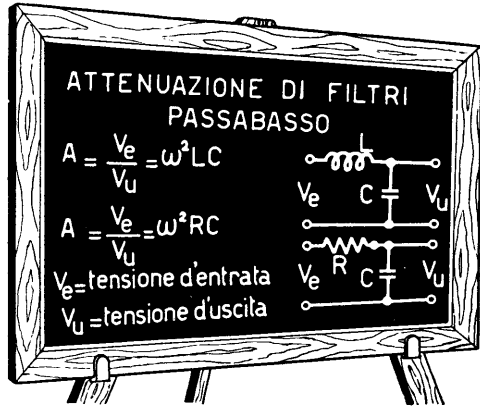 ATTENUAZIONE DI FILTRI
PASSABASSO
A = Ve/Vu = ω²LC
L
Ve
C
Vu
A = Ve/Vu = ω²RC
Ve
R
C
Vu
Ve = tensione d'entrata
Vu = tensione d'uscita